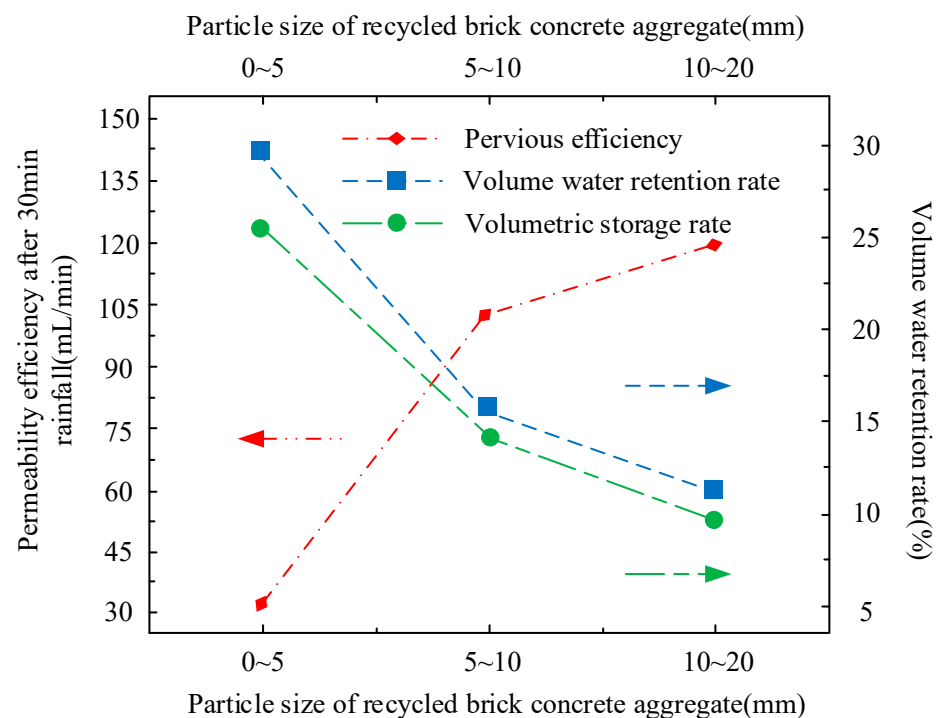 Particle size of recycled brick concrete aggregate(mm)
0~5 5~10 10~20
Permeability efficiency after 30min
rainfall(mL/min)
150
135
120
105
90
75
60
45
30
Pervious efficiency
Volume water retention rate
Volumetric storage rate
30
25
20
15
10
5
Volume water retention
rate(%)
0~5 5~10 10~20
Particle size of recycled brick concrete aggregate(mm)